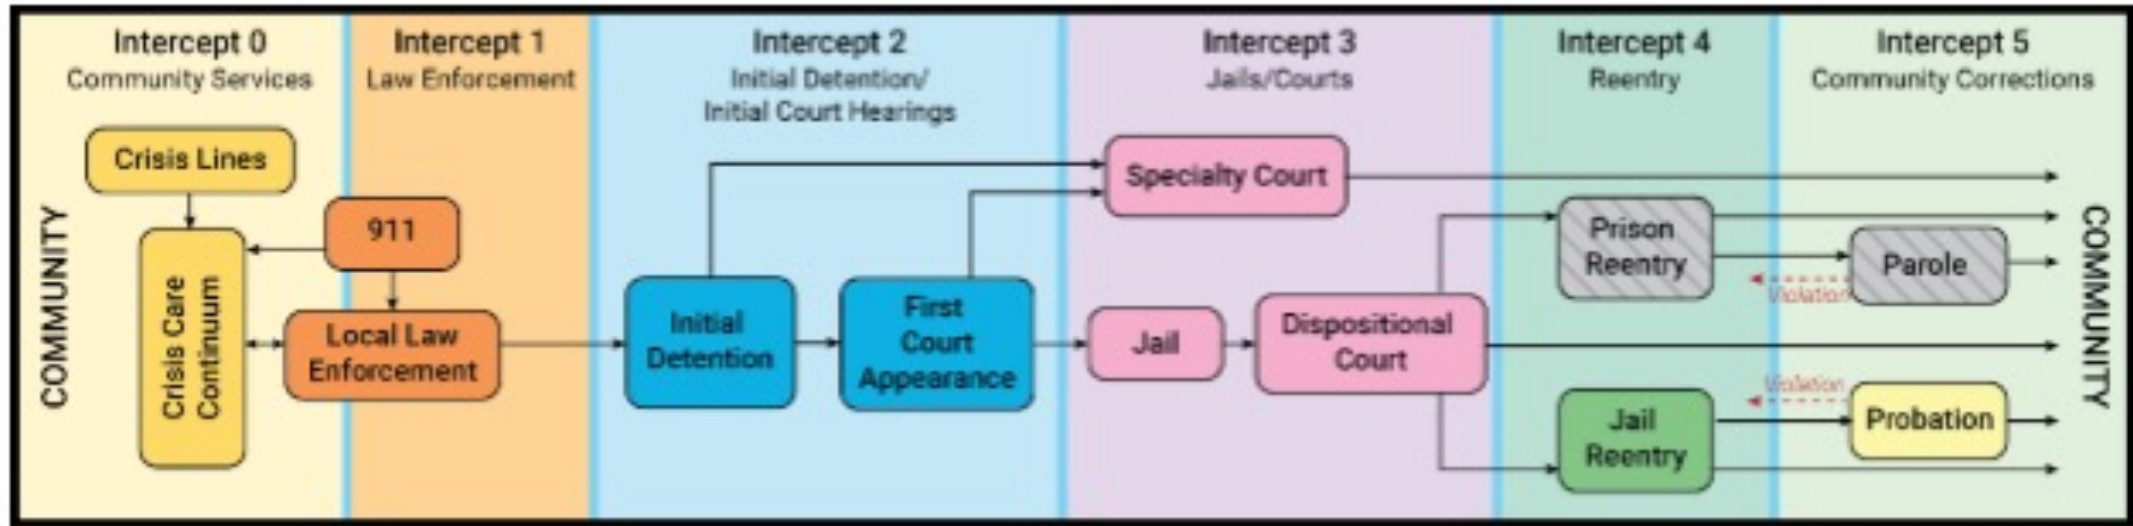 Intercept 0
Community Services
Intercept 1
Law Enforcement
Intercept 2
Initial Detention/
Initial Court Hearings
Intercept 3
Jails/Courts
Intercept 4
Reentry
Intercept 5
Community Corrections
COMMUNITY
Crisis Lines
Crisis Care
Continuum
911
Local Law
Enforcement
Initial
Detention
First
Court
Appearance
Specialty Court
Jail
Dispositional
Court
Prison
Reentry
Parole
Violation
Jail
Reentry
Violation
Probation
COMMUNITY